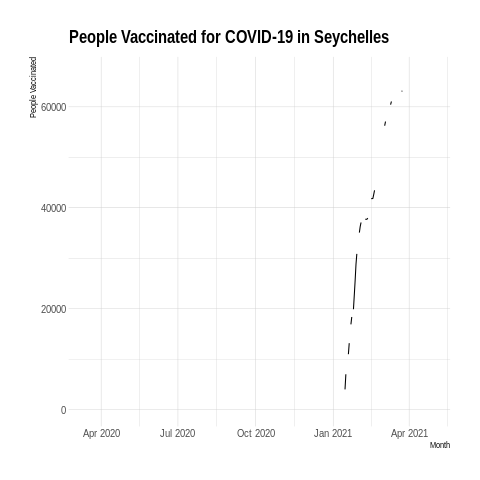 People Vaccinated for COVID-19 in Seychelles
People Vaccinated
60000
40000
20000
0
Apr 2020 Jul 2020 Oct 2020 Jan 2021 Apr 2021
Month